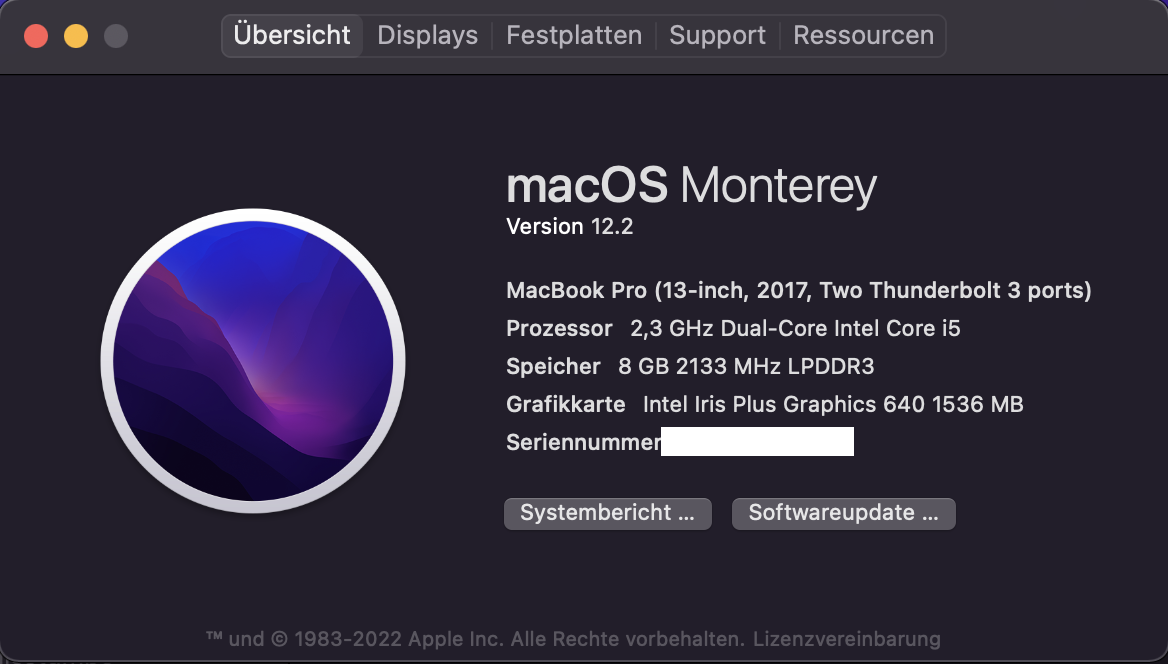 Übersicht Displays Festplatten Support Ressourcen
macOS Monterey
Version 12.2
MacBook Pro (13-inch, 2017, Two Thunderbolt 3 ports)
Prozessor 2,3 GHz Dual-Core Intel Core i5
Speicher 8 GB 2133 MHz LPDDR3
Grafikkarte Intel Iris Plus Graphics 640 1536 MB
Seriennummer
Systembericht ... Softwareupdate ...
™ und © 1983-2022 Apple Inc. Alle Rechte vorbehalten. Lizenzvereinbarung